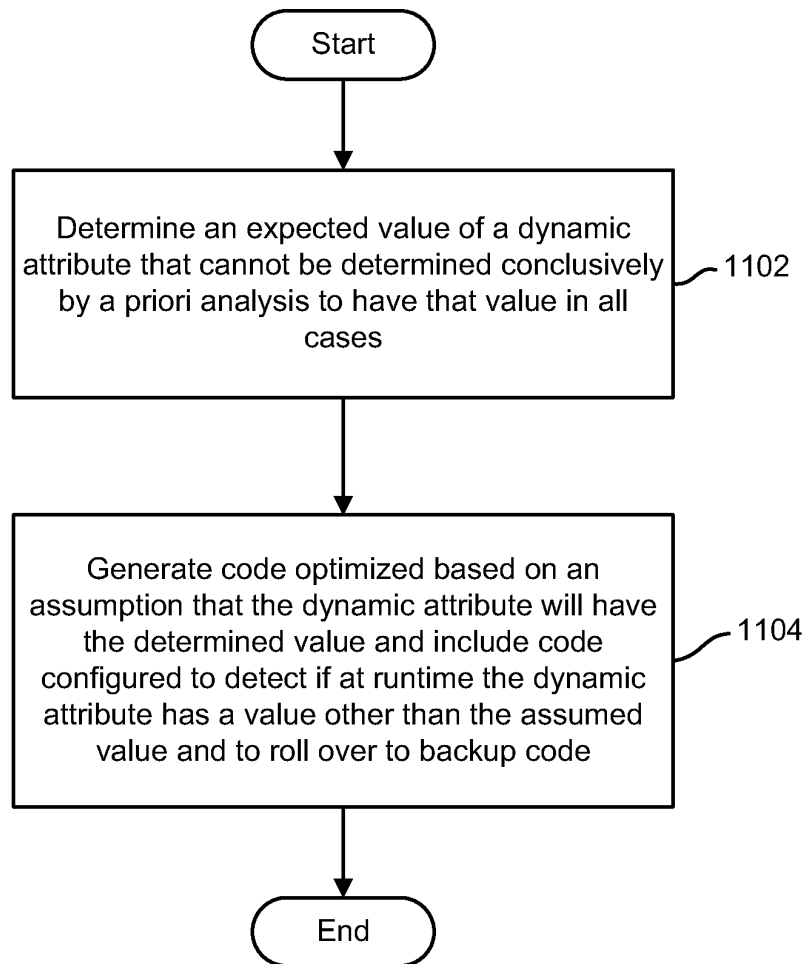 Start
Determine an expected value of a dynamic
attribute that cannot be determined conclusively
by a priori analysis to have that value in all
cases
1102
Generate code optimized based on an
assumption that the dynamic attribute will have
the determined value and include code
configured to detect if at runtime the dynamic
attribute has a value other than the assumed
value and to roll over to backup code
1104
End